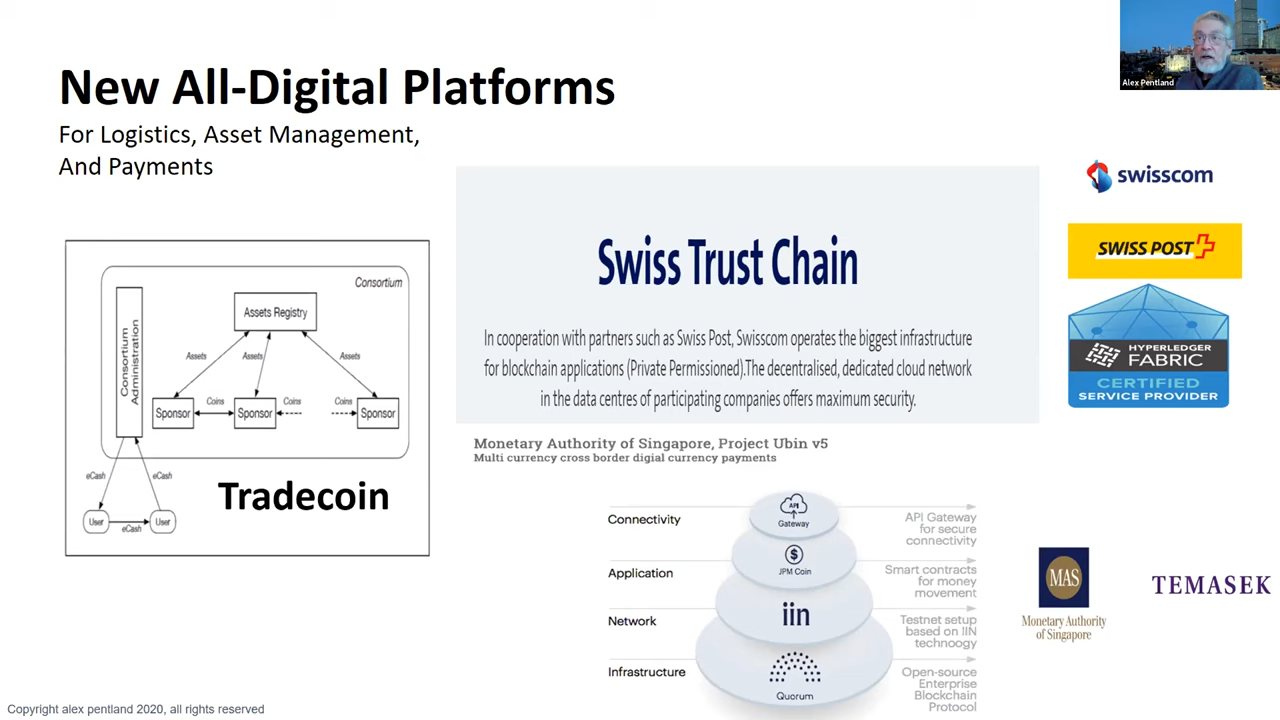 Alex Pentland
New All-Digital Platforms
For Logistics, Asset Management,
And Payments
Consortium
Consortium
Administration
Assets Registry
Assets
Assets
Assets
Coins
Coins
Coins
Sponsor
Sponsor
Sponsor
eCash
eCash
User
User
eCash
Tradecoin
Swiss Trust Chain
In cooperation with partners such as Swiss Post, Swisscom operates the biggest infrastructure
for blockchain applications (Private Permissioned).The decentralised, dedicated cloud network
in the data centres of participating companies offers maximum security.
swisscom
SWISS POST
HYPERLEDGER
FABRIC
CERTIFIED
SERVICE PROVIDER
Monetary Authority of Singapore, Project Ubin v5
Multi currency cross border digial currency payments
Connectivity
API
Gateway
API Gateway
for secure
connectivity
Application
$
JPM Coin
Smart contracts
for money
movement
Network
iin
Testnet setup
based on IIN
technoogy
Infrastructure
Quorum
Open-source
Enterprise
Blockchain
Protocol
MAS
Monetary Authority
of Singapore
TEMASEK
Copyright alex pentland 2020, all rights reserved